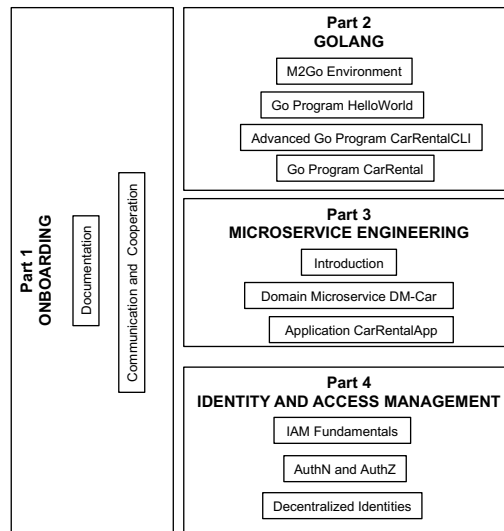 Part 1
ONBOARDING
Documentation
Communication and Cooperation
Part 2
GOLANG
M2Go Environment
Go Program HelloWorld
Advanced Go Program CarRentalCLI
Go Program CarRental
Part 3
MICROSERVICE ENGINEERING
Introduction
Domain Microservice DM-Car
Application CarRentalApp
Part 4
IDENTITY AND ACCESS MANAGEMENT
IAM Fundamentals
AuthN and AuthZ
Decentralized Identities